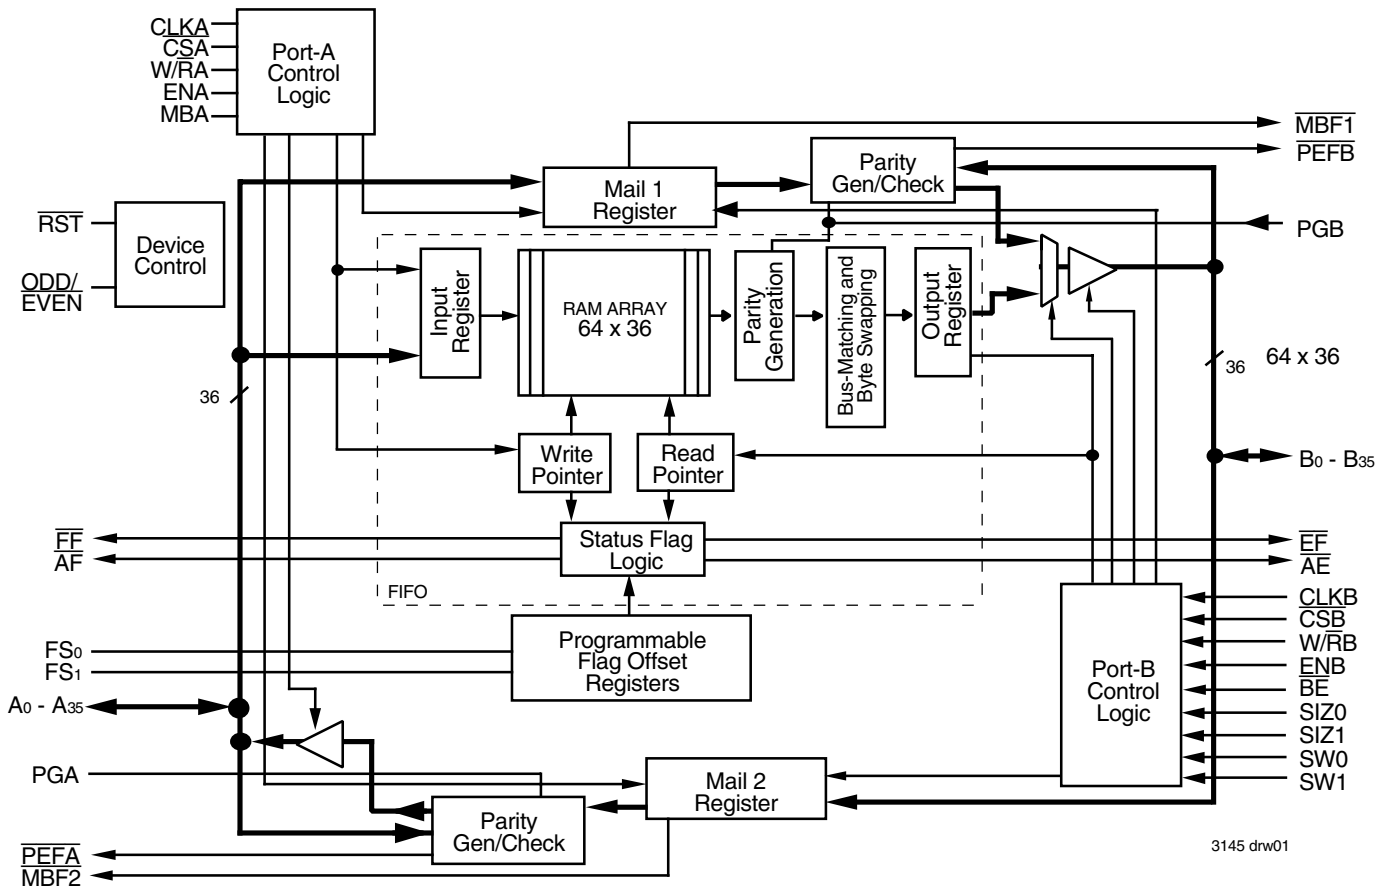 CLKA
CSA
W/RA
ENA
MBA
Port-A
Control
Logic
MBF1
PEFB
Mail 1
Register
Parity
Gen/Check
RST
ODD/
EVEN
Device
Control
PGB
Input
Register
RAM ARRAY
64 x 36
Parity
Generation
Bus-Matching and
Byte Swapping
Output
Register
36
36
64 x 36
Write
Pointer
Read
Pointer
B0 - B35
FF
AF
Status Flag
Logic
EF
AE
FIFO
FS0
FS1
Programmable
Flag Offset
Registers
Port-B
Control
Logic
CLKB
CSB
W/RB
ENB
BE
SIZ0
SIZ1
SW0
SW1
A0 - A35
PGA
Mail 2
Register
Parity
Gen/Check
PEFA
MBF2
3145 drw01